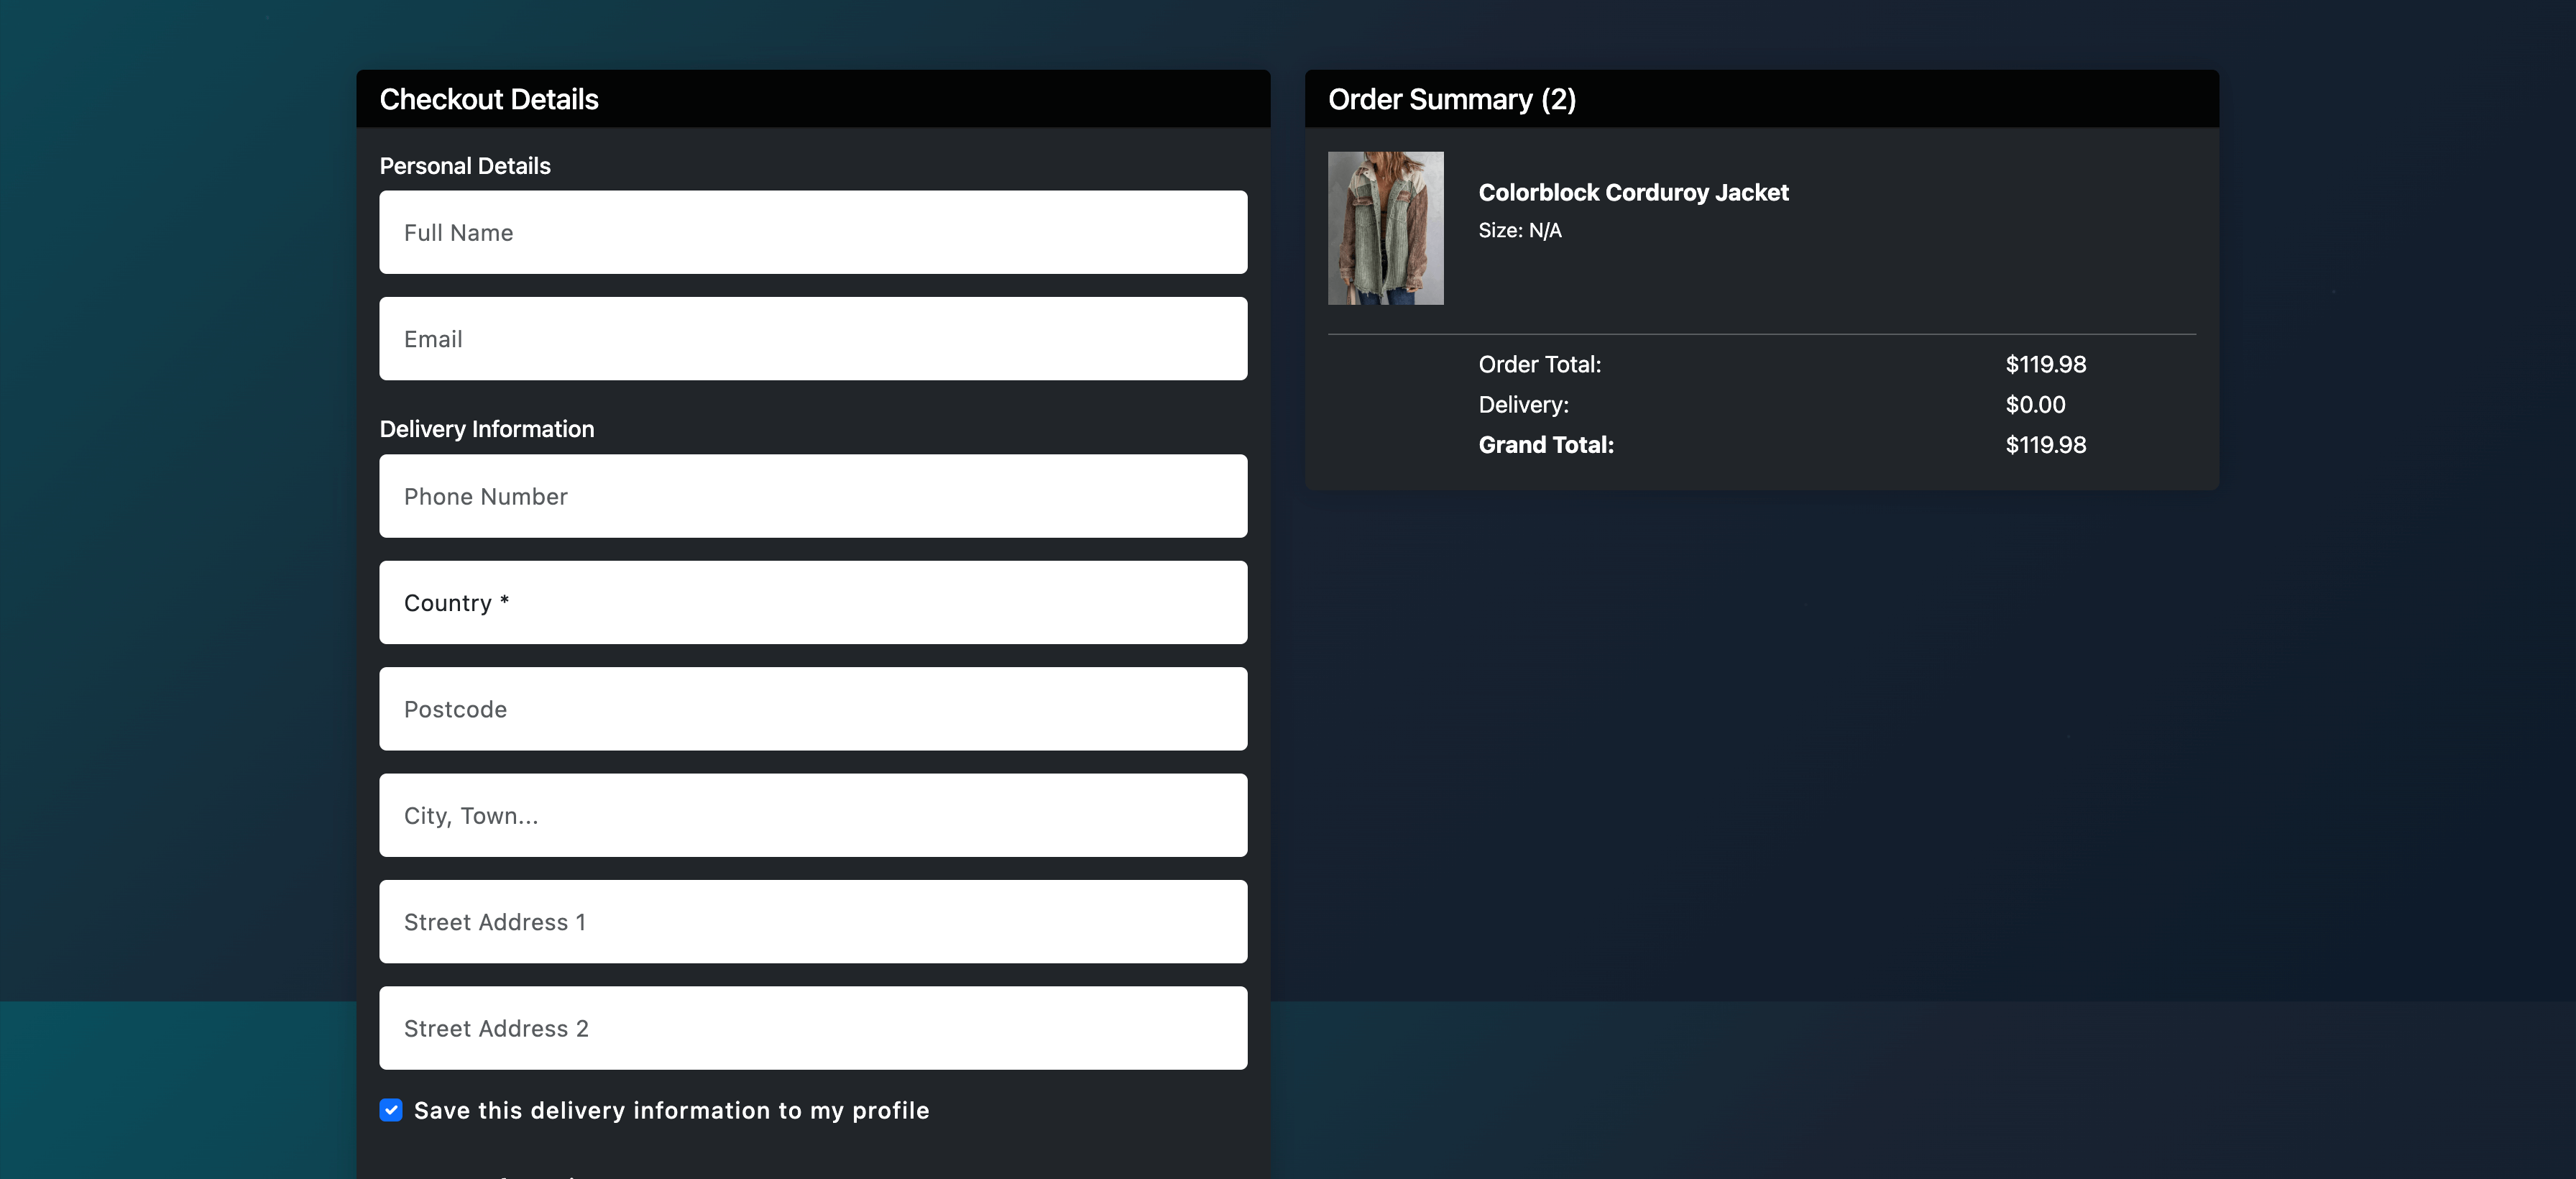 Checkout Details
Personal Details
Full Name
Email
Delivery Information
Phone Number
Country *
Postcode
City, Town...
Street Address 1
Street Address 2
Save this delivery information to my profile
Order Summary (2)
Colorblock Corduroy Jacket
Size: N/A
Order Total: $119.98
Delivery: $0.00
Grand Total: $119.98